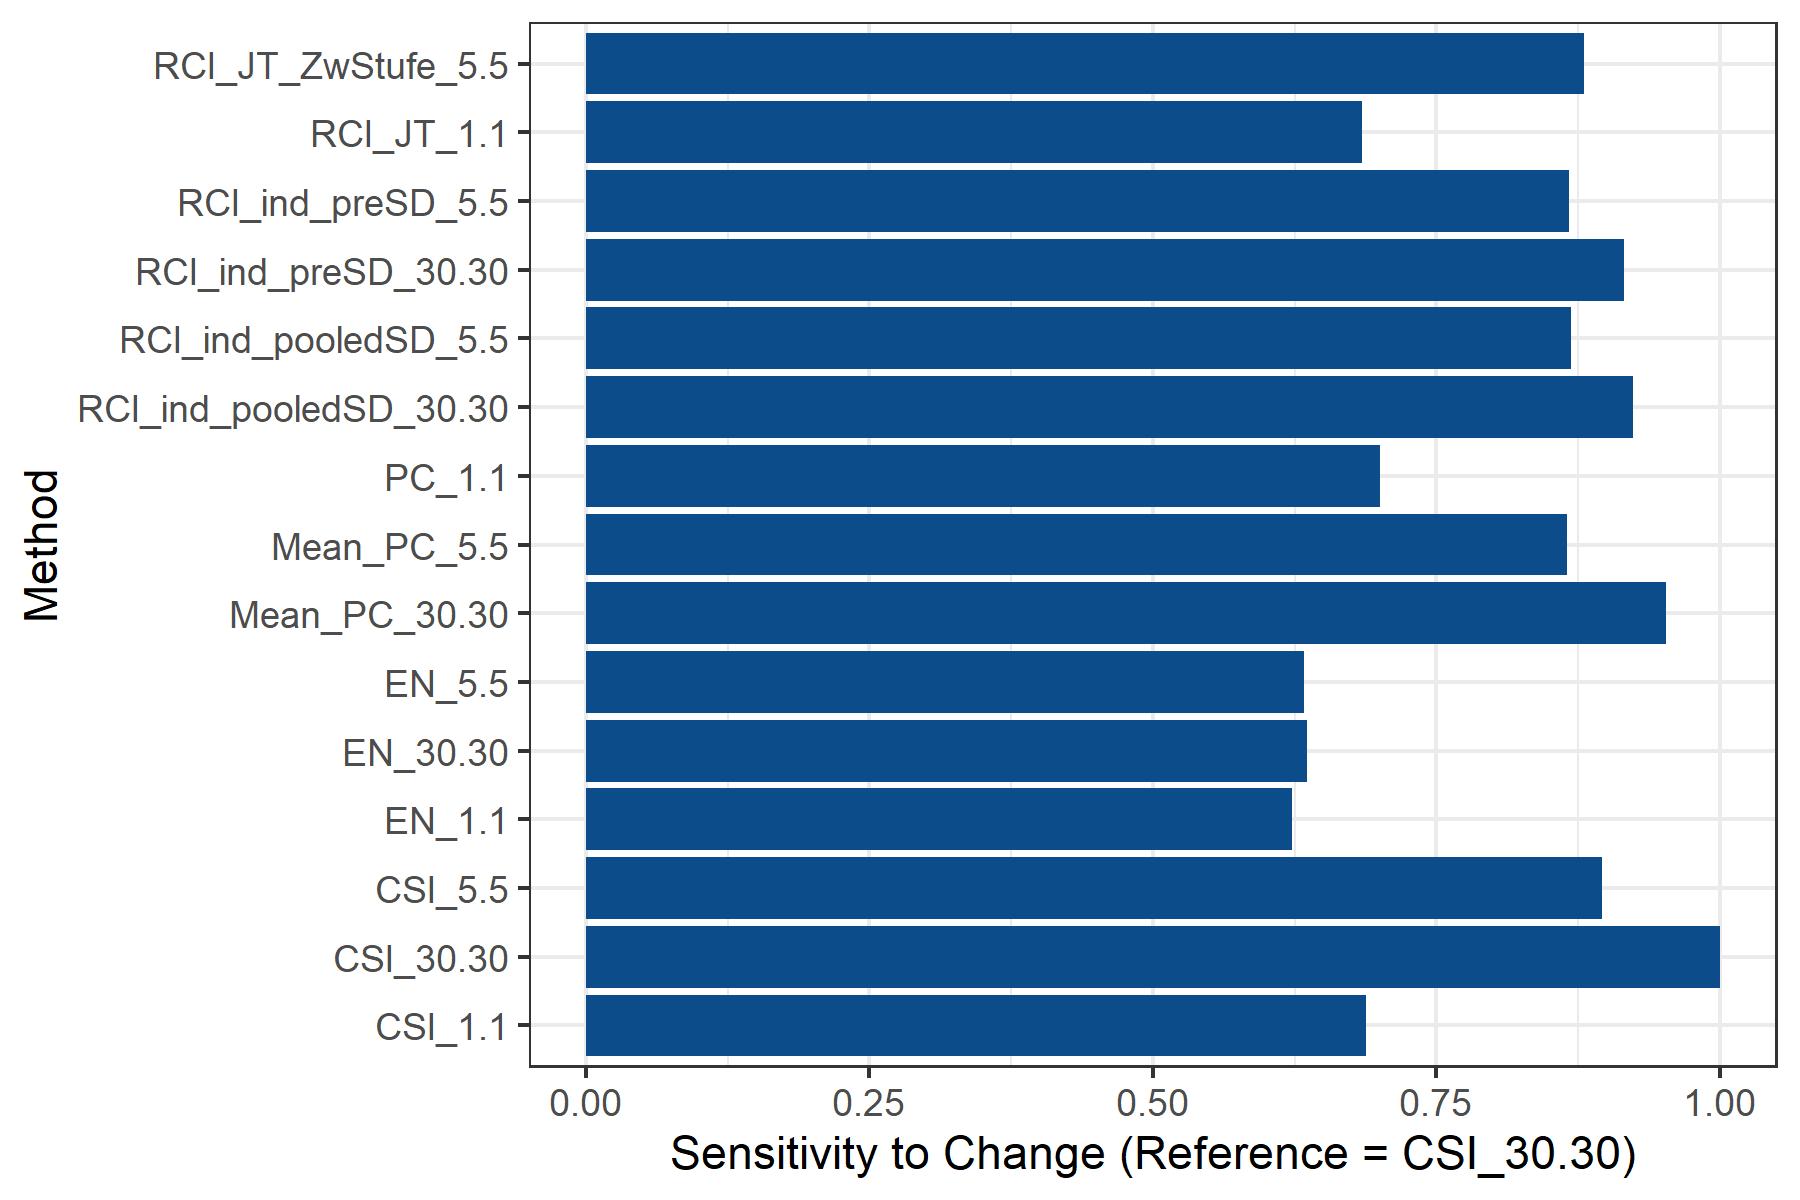 RCI_JT_ZwStufe_5.5
RCI_JT_1.1
RCI_ind_preSD_5.5
RCI_ind_preSD_30.30
RCI_ind_pooledSD_5.5
RCI_ind_pooledSD_30.30
PC_1.1
Mean_PC_5.5
Mean_PC_30.30
EN_5.5
EN_30.30
EN_1.1
CSI_5.5
CSI_30.30
CSI_1.1
Method
0.00 0.25 0.50 0.75 1.00
Sensitivity to Change (Reference = CSI_30.30)